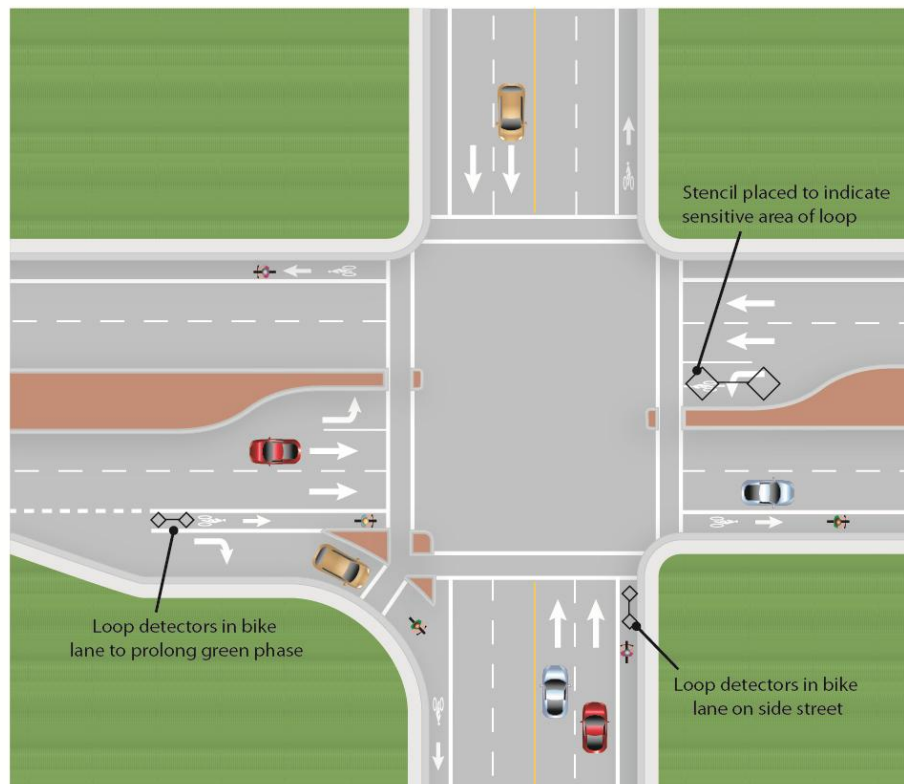 Stencil placed to indicate
sensitive area of loop
Loop detectors in bike
lane to prolong green phase
Loop detectors in bike
lane on side street